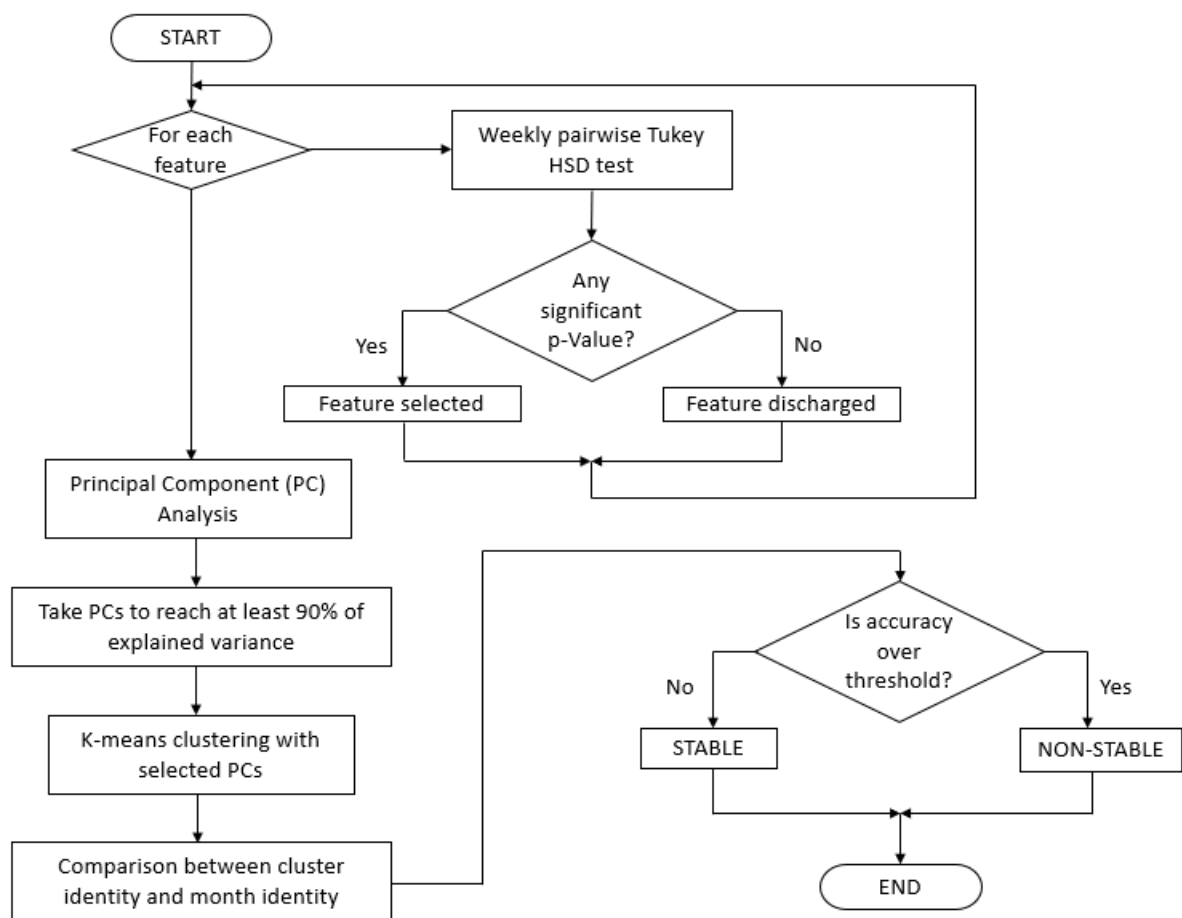 START
For each
feature
Weekly pairwise Tukey
HSD test
Any
significant
p-Value?
Yes
No
Feature selected
Feature discharged
Principal Component (PC)
Analysis
Take PCs to reach at least 90% of
explained variance
K-means clustering with
selected PCs
Comparison between cluster
identity and month identity
Is accuracy
over
threshold?
No
Yes
STABLE
NON-STABLE
END